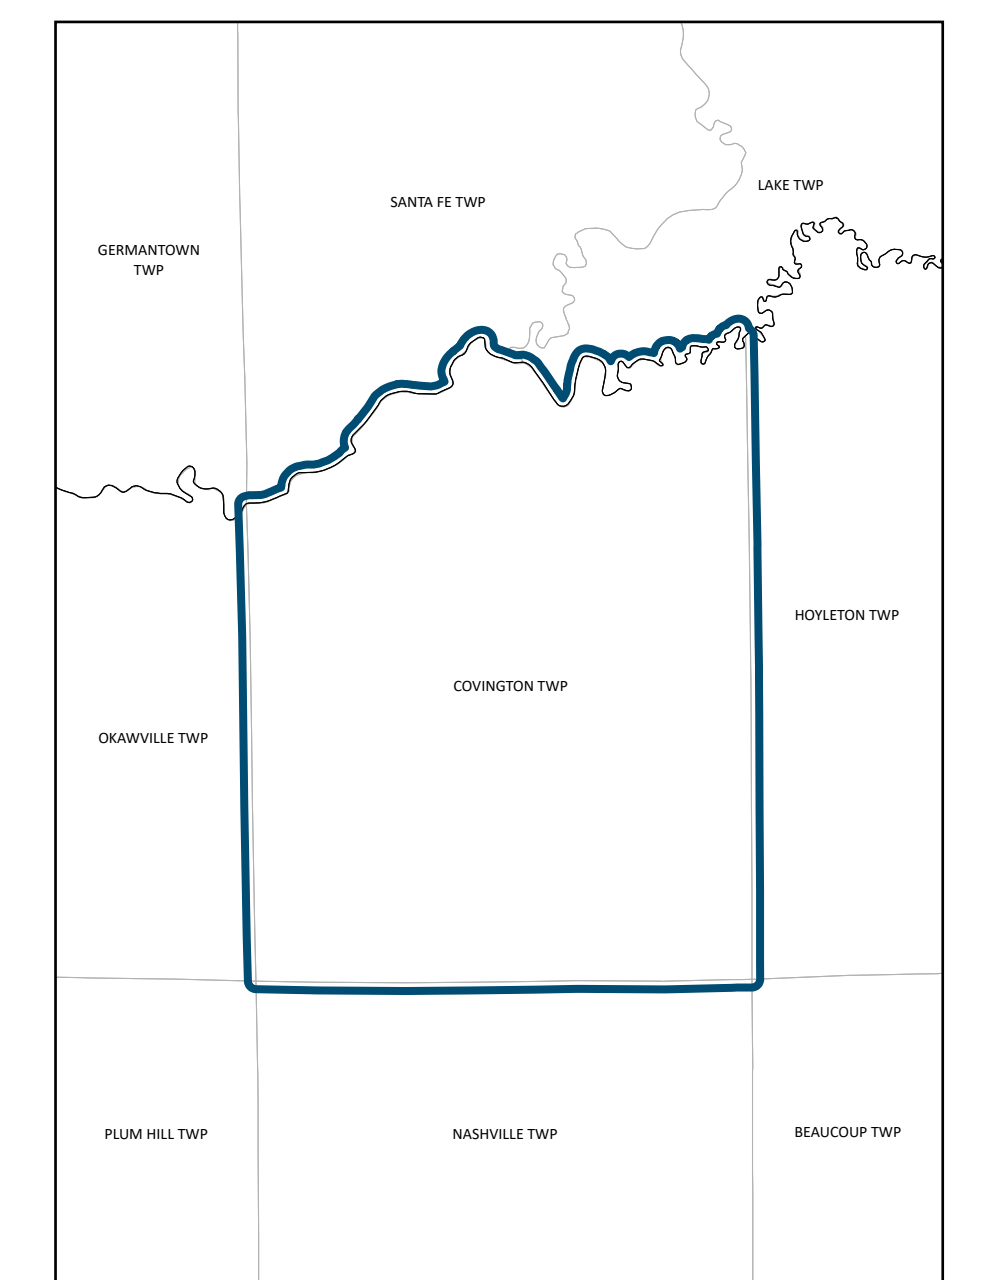 LAKE TWP
SANTA FE TWP
GERMANTOWN
TWP
HOYLETON TWP
COVINGTON TWP
OKAWVILLE TWP
PLUM HILL TWP
NASHVILLE TWP
BEAUCOUP TWP